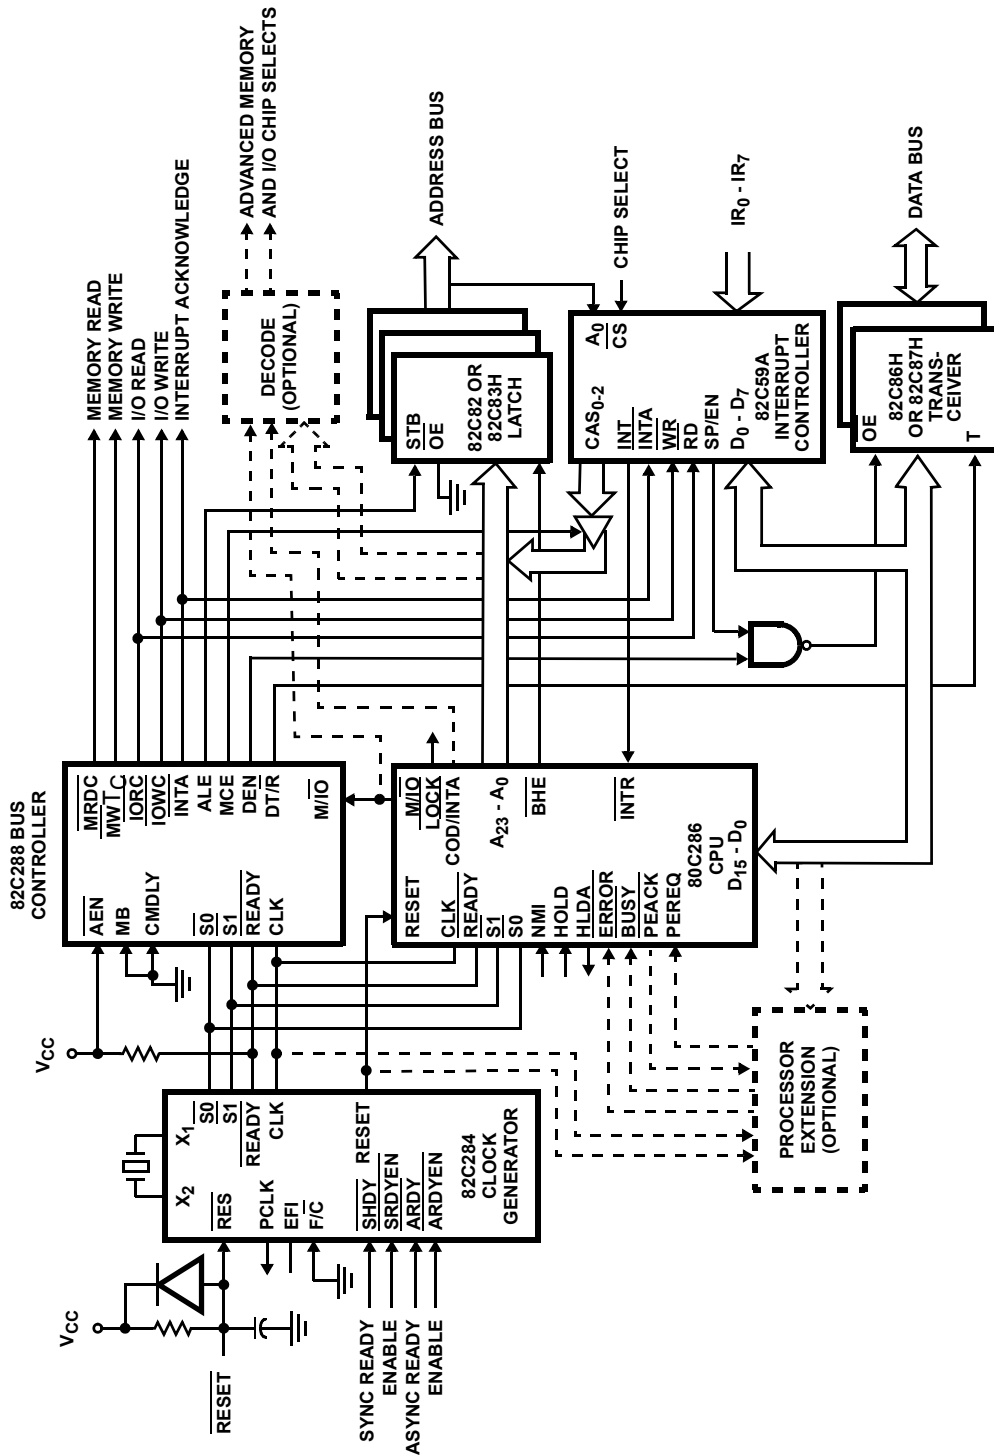 VCC
RESET
SYNC READY
ENABLE
ASYNC READY
ENABLE
X2
X1
RES
PCLK
EFI
F/C
SHDY
SRDYEN
ARDY
ARDYEN
S0
S1
READY
CLK
RESET
82C284
CLOCK
GENERATOR
VCC
82C288 BUS
CONTROLLER
AEN
MB
CMDLY
S0
S1
READY
CLK
MRDC
MWTC
IORC
IOWC
INTA
ALE
MCE
DEN
DT/R
M/IO
MEMORY READ
MEMORY WRITE
I/O READ
I/O WRITE
INTERRUPT ACKNOWLEDGE
DECODE
(OPTIONAL)
ADVANCED MEMORY
AND I/O CHIP SELECTS
RESET
CLK
READY
S1
S0
NMI
HOLD
HLDA
ERROR
BUSY
PEACK
PEREQ
M/IO
LOCK
COD/INTA
A23 - A0
BHE
INTR
80C286
CPU
D15 - D0
PROCESSOR
EXTENSION
(OPTIONAL)
STB
OE
82C82 OR
82C83H
LATCH
ADDRESS BUS
A0
CS
CHIP SELECT
CAS0-2
INT
INTA
WR
RD
SP/EN
D0 - D7
82C59A
INTERRUPT
CONTROLLER
IR0 - IR7
OE
82C86H
OR 82C87H
TRANS-
CEIVER
T
DATA BUS